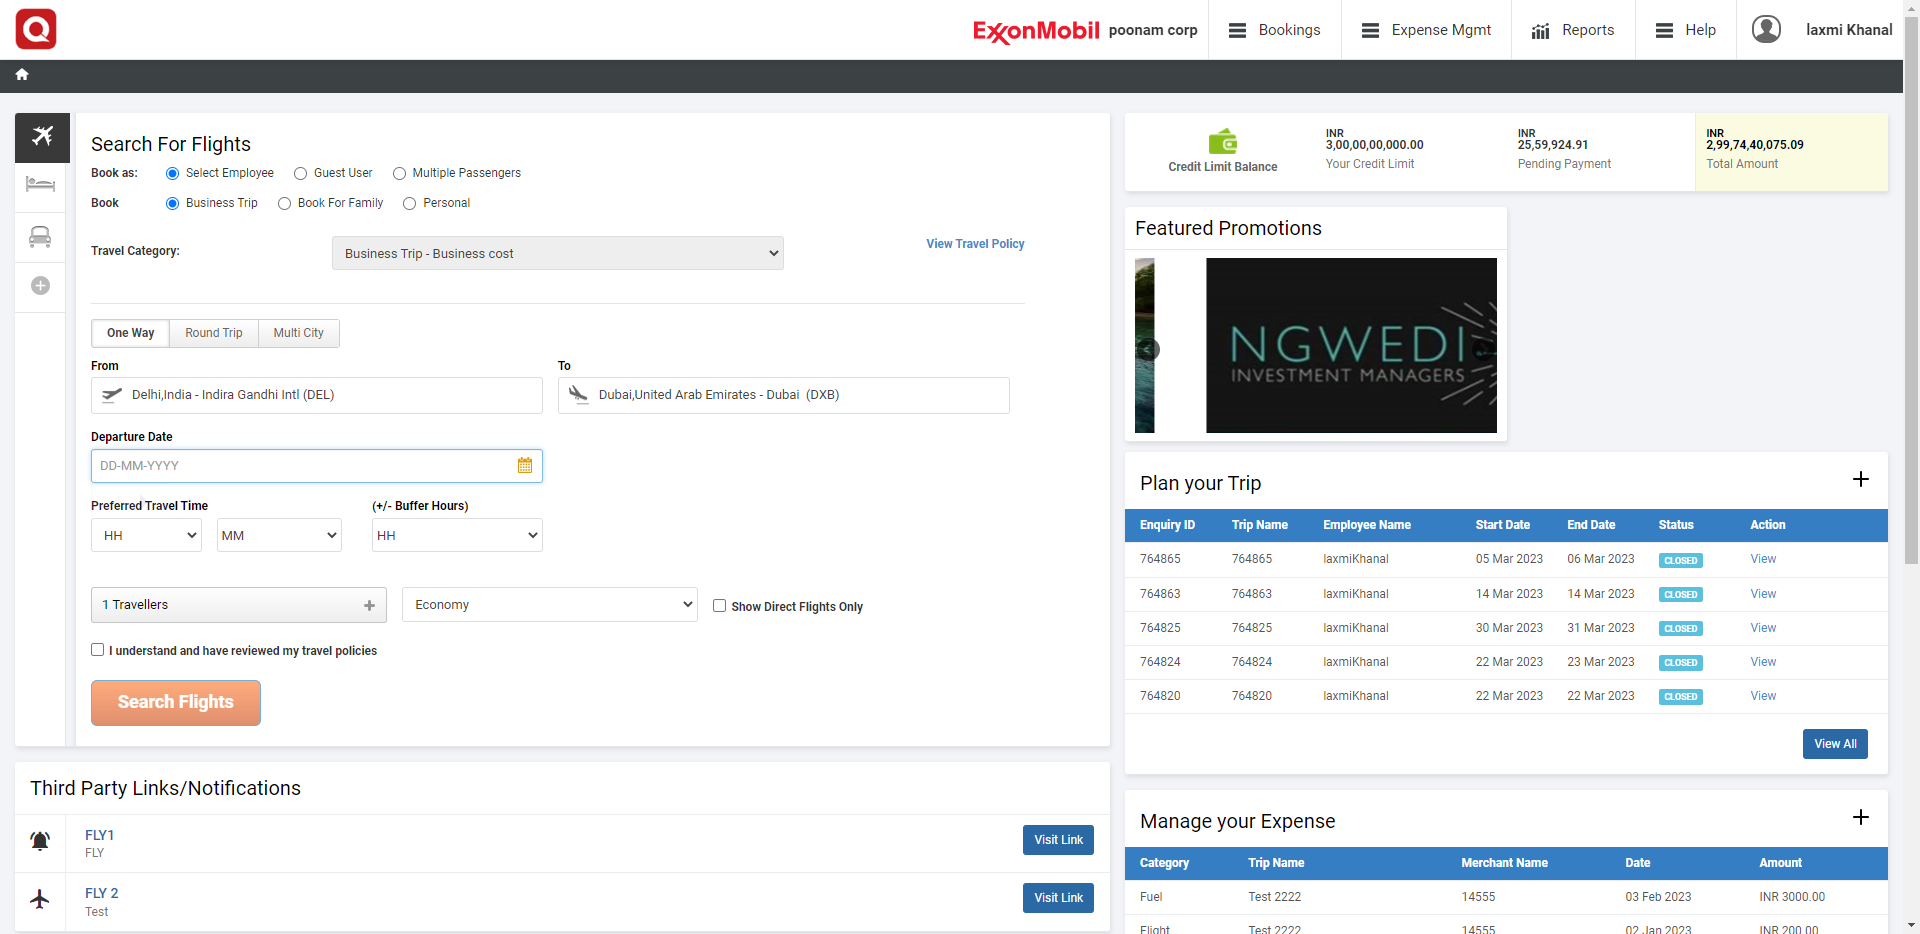 Q
ExxonMobil poonam corp
Bookings
Expense Mgmt
Reports
Help
laxmi Khanal
Search For Flights
Book as: Select Employee Guest User Multiple Passengers
Book Business Trip Book For Family Personal
Travel Category: Business Trip - Business cost View Travel Policy
One Way Round Trip Multi City
From To
Delhi,India - Indira Gandhi Intl (DEL) Dubai,United Arab Emirates - Dubai (DXB)
Departure Date
DD-MM-YYYY
Preferred Travel Time (+/- Buffer Hours)
HH MM HH
1 Travellers Economy Show Direct Flights Only
I understand and have reviewed my travel policies
Search Flights
Third Party Links/Notifications
FLY1
FLY
Visit Link
FLY 2
Test
Visit Link
Credit Limit Balance
INR
3,00,00,00,000.00
Your Credit Limit
INR
25,59,924.91
Pending Payment
INR
2,99,74,40,075.09
Total Amount
Featured Promotions
NGWEDI
INVESTMENT MANAGERS
Plan your Trip
Enquiry ID Trip Name Employee Name Start Date End Date Status Action
764865 764865 laxmiKhanal 05 Mar 2023 06 Mar 2023 CLOSED View
764863 764863 laxmiKhanal 14 Mar 2023 14 Mar 2023 CLOSED View
764825 764825 laxmiKhanal 30 Mar 2023 31 Mar 2023 CLOSED View
764824 764824 laxmiKhanal 22 Mar 2023 23 Mar 2023 CLOSED View
764820 764820 laxmiKhanal 22 Mar 2023 22 Mar 2023 CLOSED View
View All
Manage your Expense
Category Trip Name Merchant Name Date Amount
Fuel Test 2222 14555 03 Feb 2023 INR 3000.00
Flight Test 2222 14555 02 Jan 2023 INR 200.00